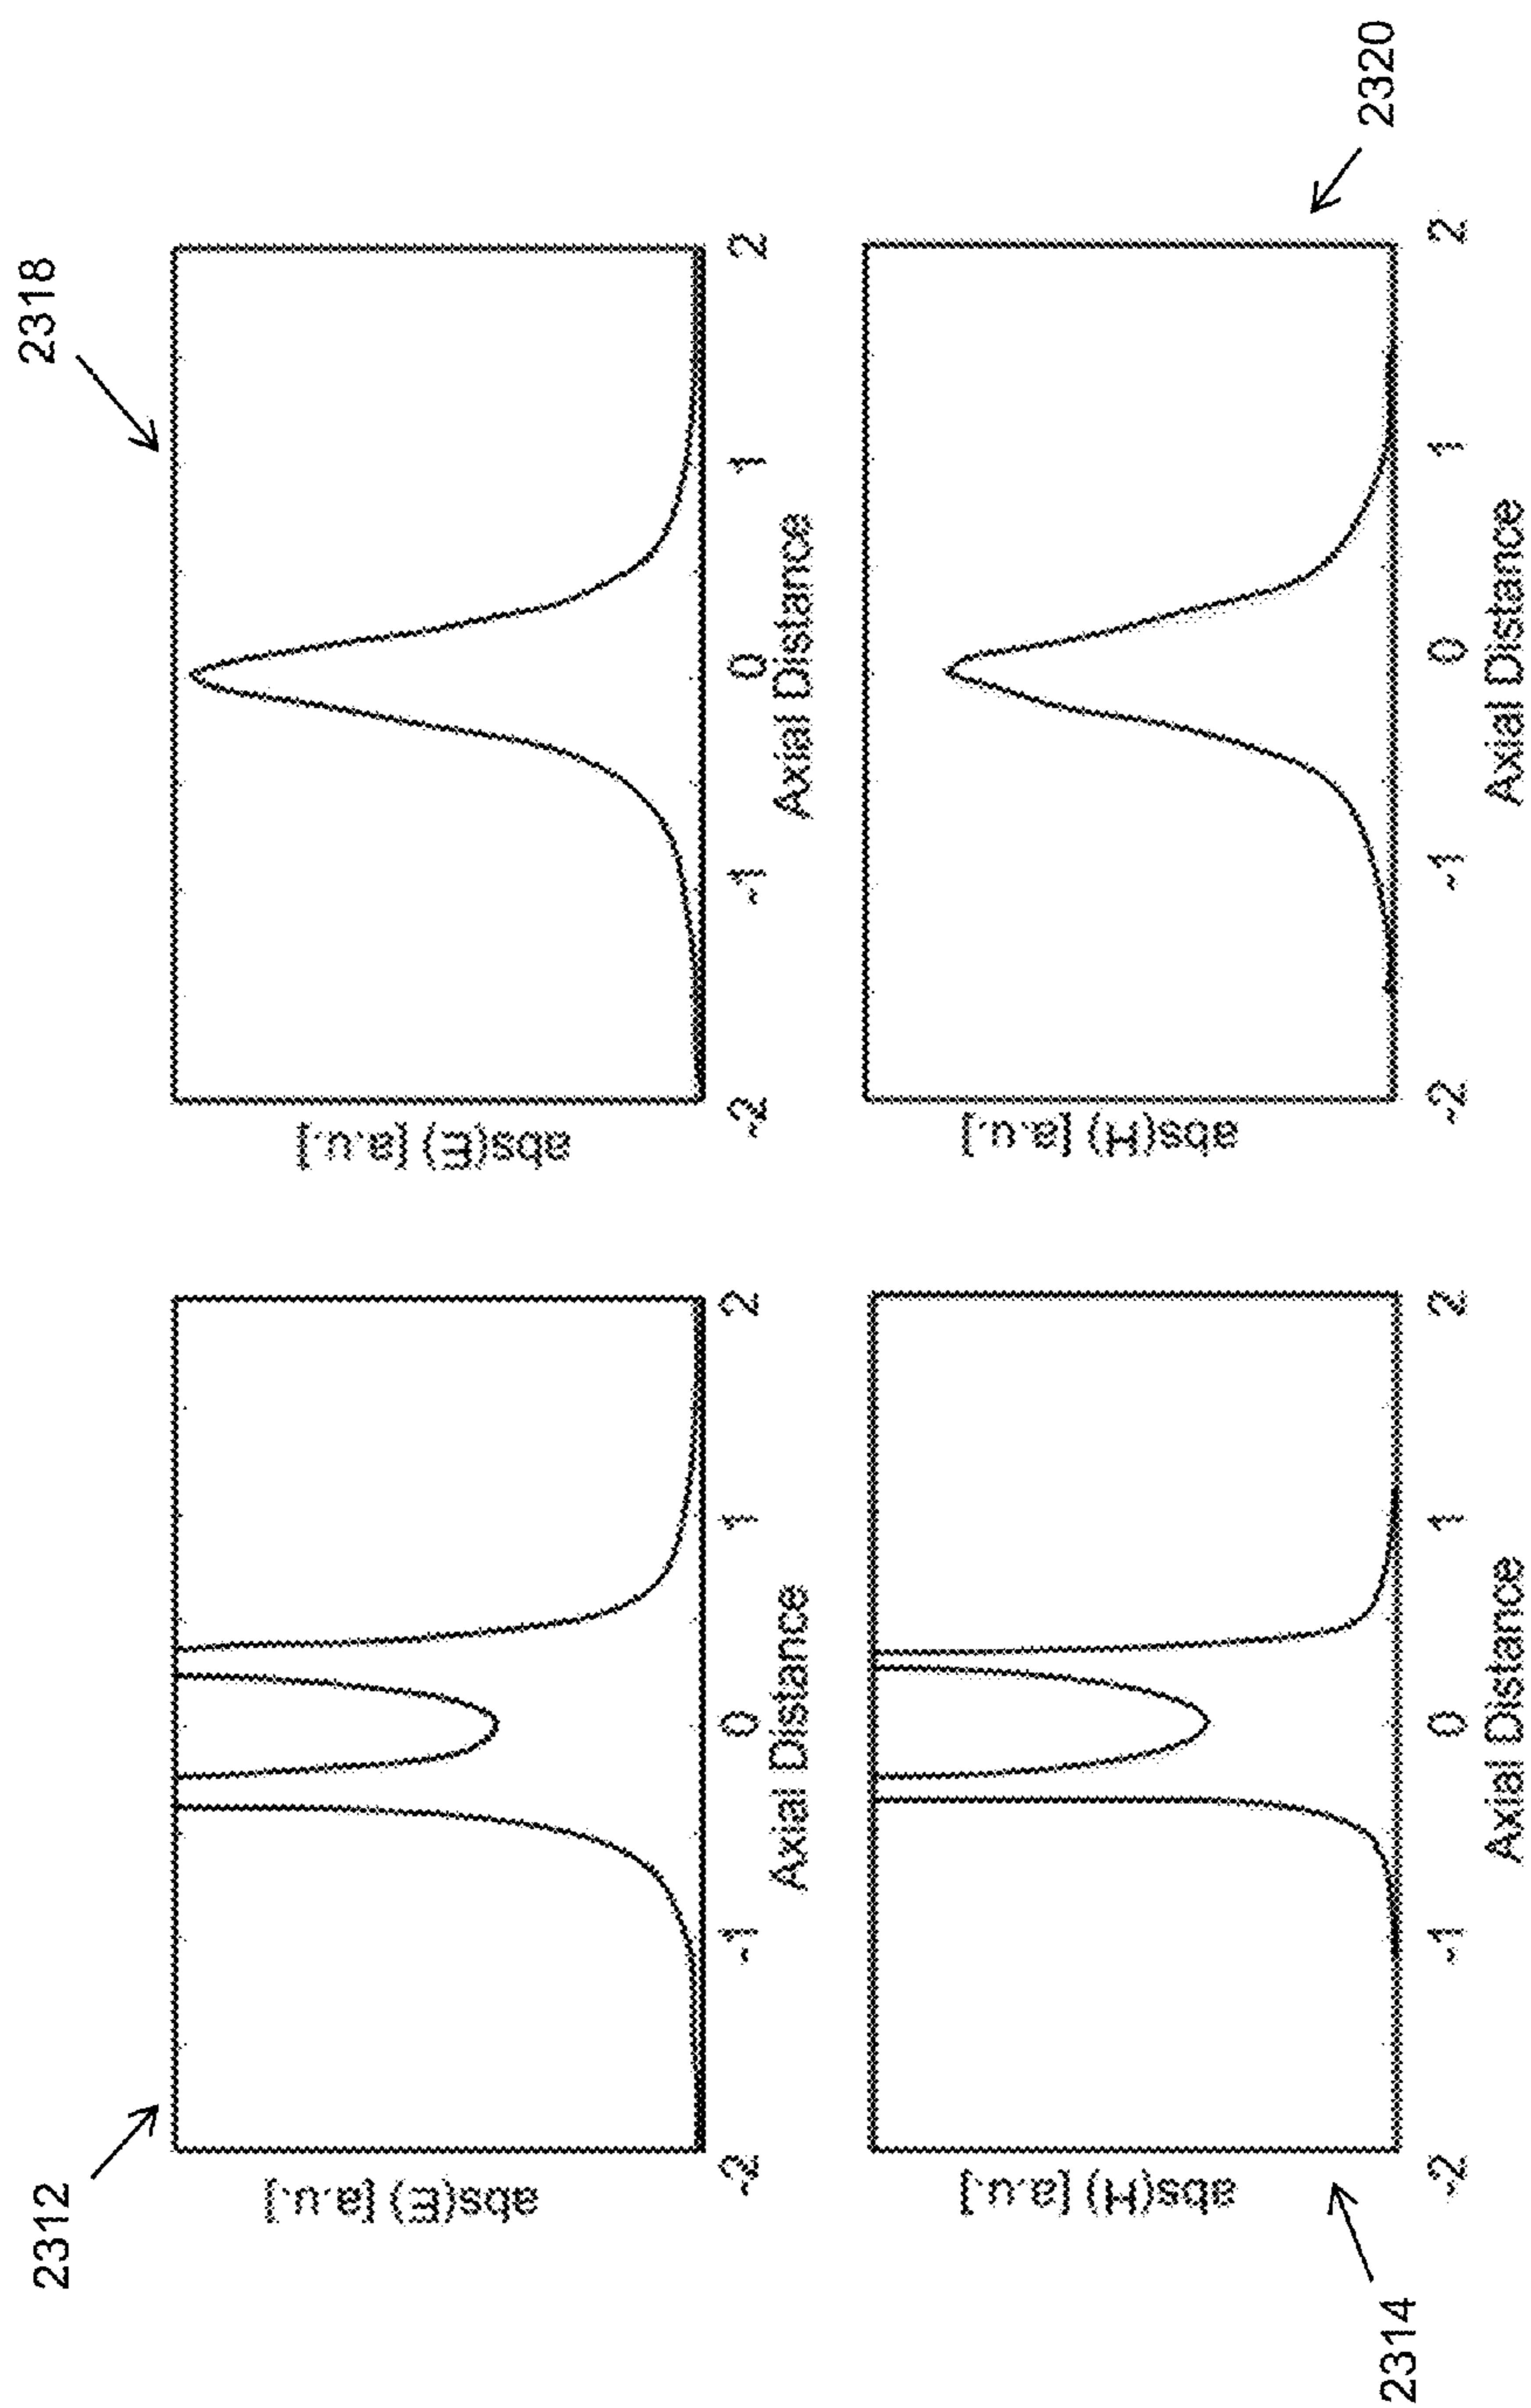 2312
abs(E) [a.u.]
-2 -1 0 1 2
Axial Distance
2318
abs(E) [a.u.]
-2 -1 0 1 2
Axial Distance
2314
abs(H) [a.u.]
-2 -1 0 1 2
Axial Distance
2320
abs(H) [a.u.]
-2 -1 0 1 2
Axial Distance